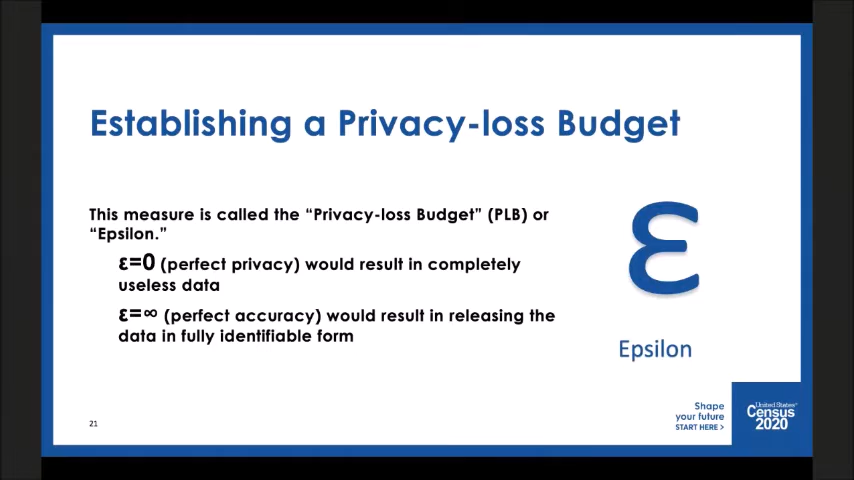 Establishing a Privacy-loss Budget
This measure is called the “Privacy-loss Budget” (PLB) or
“Epsilon.”
ε=0 (perfect privacy) would result in completely
useless data
ε=∞ (perfect accuracy) would result in releasing the
data in fully identifiable form
ε
Epsilon
21
Shape
your future
START HERE >
United States®
Census
2020